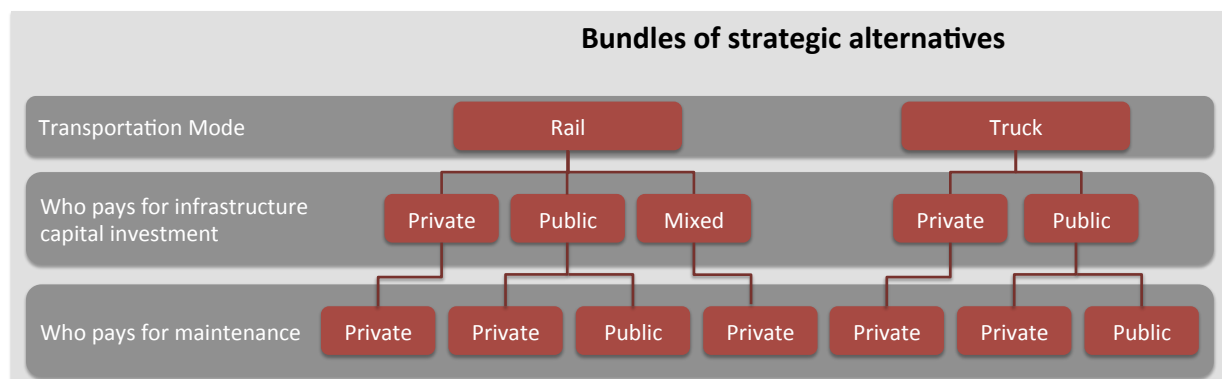 Bundles of strategic alternatives
Transportation Mode
Rail
Truck
Who pays for infrastructure
capital investment
Private
Public
Mixed
Private
Public
Who pays for maintenance
Private
Private
Public
Private
Private
Private
Public